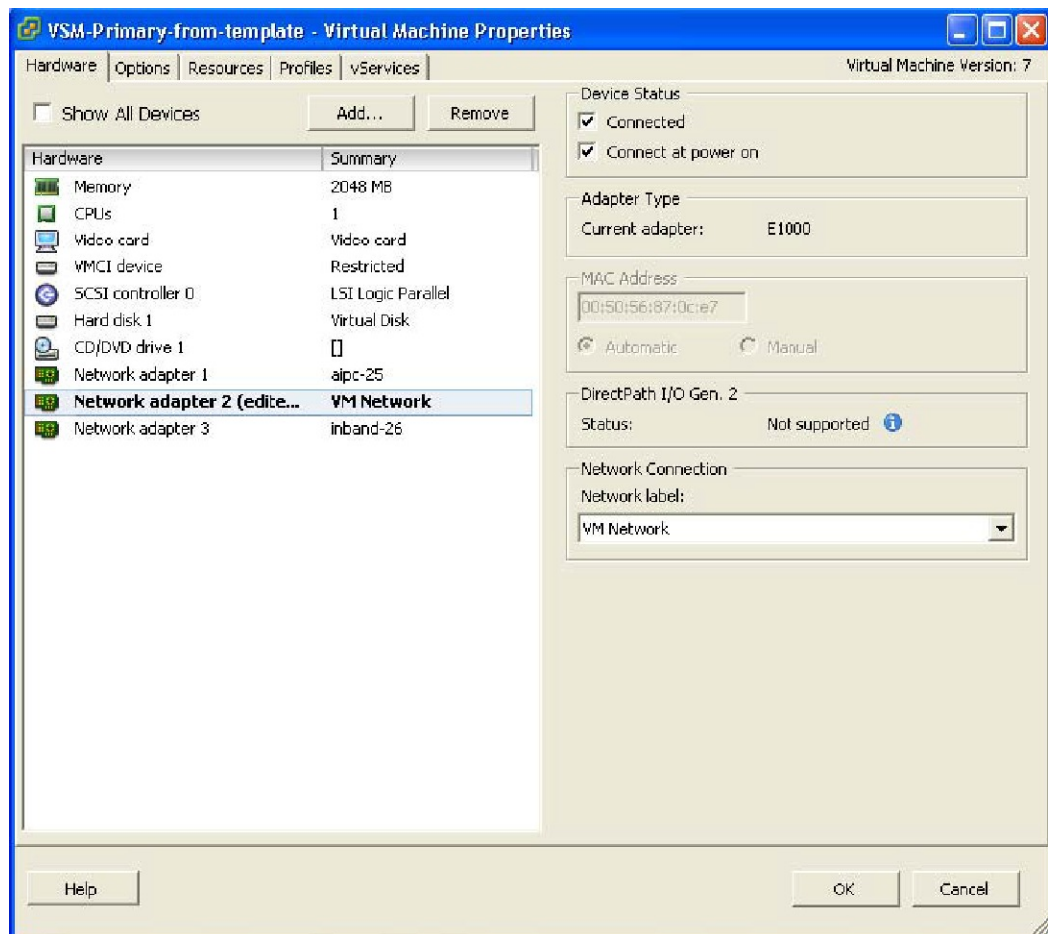 VSM-Primary-from-template - Virtual Machine Properties
Hardware Options Resources Profiles vServices Virtual Machine Version: 7
Show All Devices Add... Remove
Hardware Summary
Memory 2048 MB
CPUs 1
Video card Video card
VMCI device Restricted
SCSI controller 0 LSI Logic Parallel
Hard disk 1 Virtual Disk
CD/DVD drive 1 []
Network adapter 1 aipc-25
Network adapter 2 (edite... VM Network
Network adapter 3 inband-26
Device Status
Connected
Connect at power on
Adapter Type
Current adapter: E1000
MAC Address
00:50:56:87:0c:e7
Automatic Manual
DirectPath I/O Gen. 2
Status: Not supported
Network Connection
Network label:
VM Network
Help OK Cancel